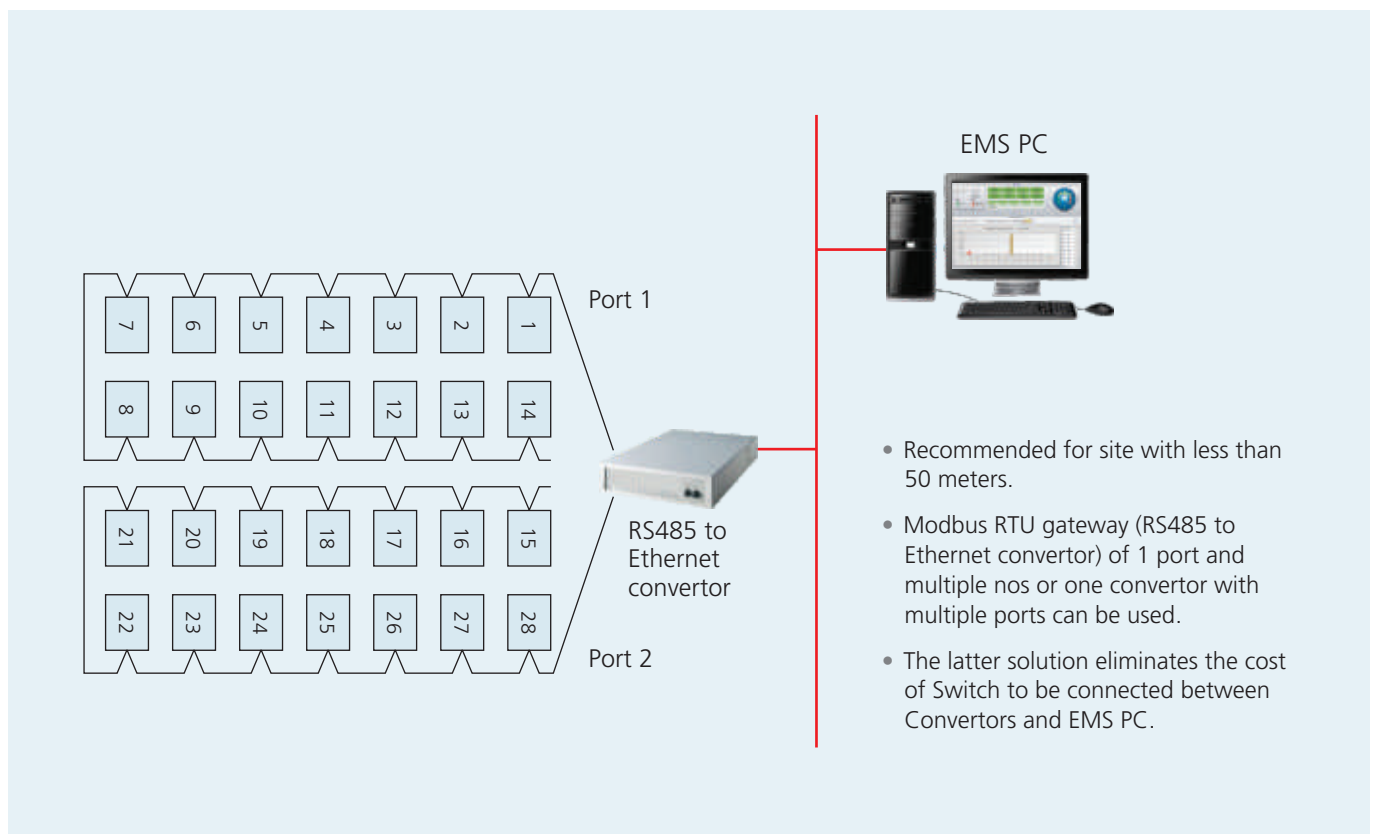 EMS PC
Port 1
7 6 5 4 3 2 1
8 9 10 11 12 13 14
21 20 19 18 17 16 15
22 23 24 25 26 27 28
RS485 to
Ethernet
convertor
Port 2
• Recommended for site with less than
50 meters.
• Modbus RTU gateway (RS485 to
Ethernet convertor) of 1 port and
multiple nos or one convertor with
multiple ports can be used.
• The latter solution eliminates the cost
of Switch to be connected between
Convertors and EMS PC.